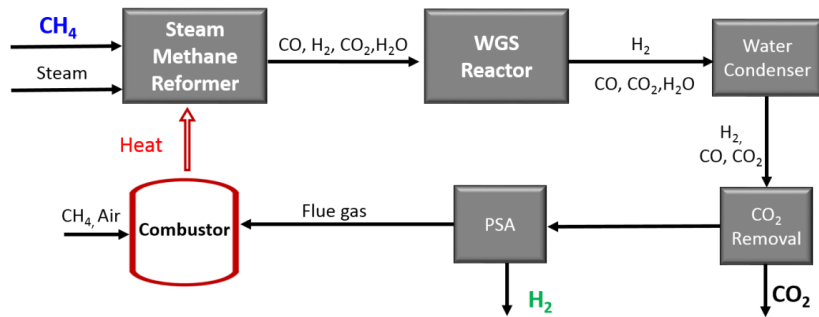 CH₄
Steam
Steam
Methane
Reformer
CO, H₂, CO₂,H₂O
WGS
Reactor
H₂
CO, CO₂,H₂O
Water
Condenser
H₂,
CO, CO₂
Heat
CH₄, Air
Combustor
Flue gas
PSA
CO₂
Removal
H₂
CO₂